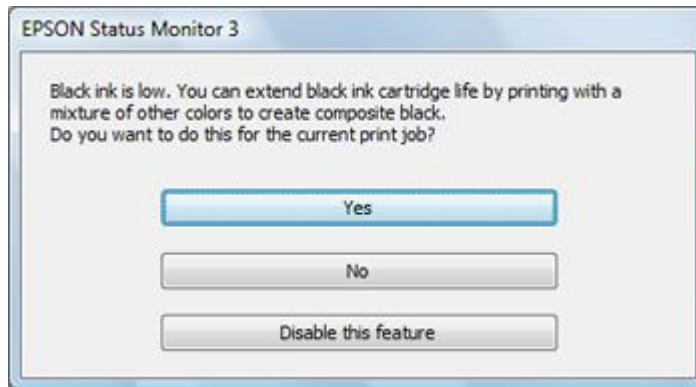 EPSON Status Monitor 3
Black ink is low. You can extend black ink cartridge life by printing with a
mixture of other colors to create composite black.
Do you want to do this for the current print job?
Yes
No
Disable this feature